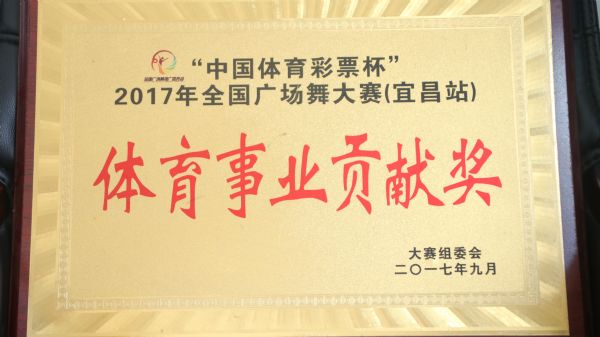 “中国体育彩票杯”
2017年全国广场舞大赛(宜昌站)
体育事业贡献奖
大赛组委会
二〇一七年九月